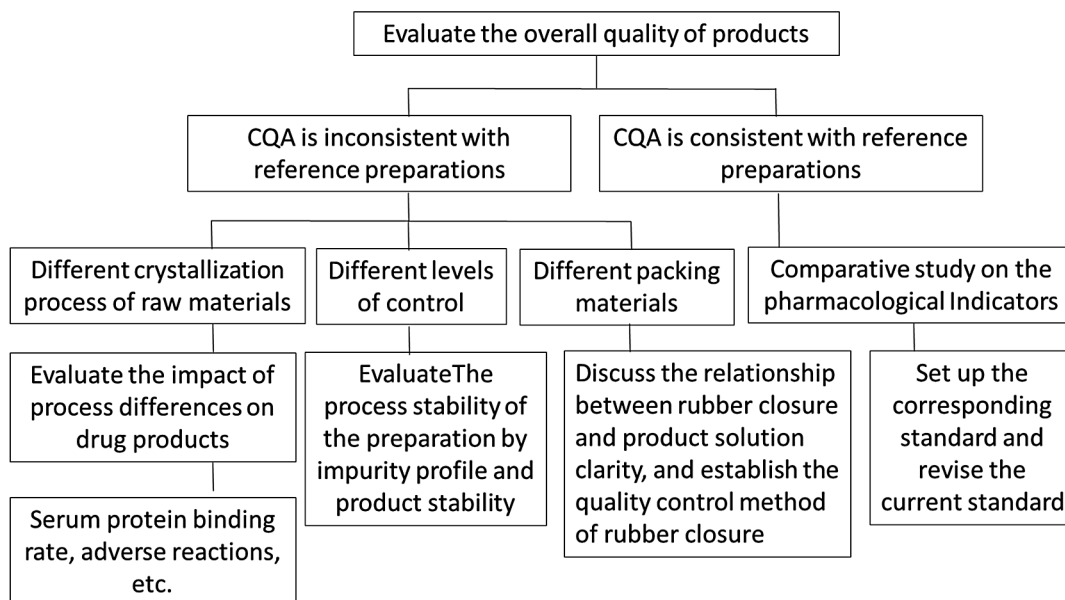 Evaluate the overall quality of products
CQA is inconsistent with
reference preparations
CQA is consistent with reference
preparations
Different crystallization
process of raw materials
Different levels
of control
Different packing
materials
Comparative study on the
pharmacological Indicators
Evaluate the impact of
process differences on
drug products
EvaluateThe
process stability of
the preparation by
impurity profile and
product stability
Discuss the relationship
between rubber closure
and product solution
clarity, and establish the
quality control method
of rubber closure
Set up the
corresponding
standard and
revise the
current standard
Serum protein binding
rate, adverse reactions,
etc.